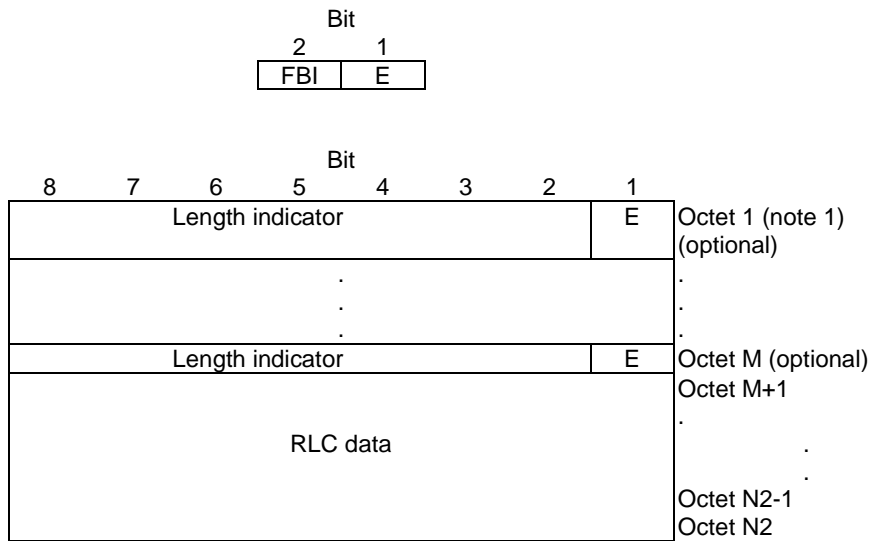 Bit
2 1
FBI E
Bit
8 7 6 5 4 3 2 1
Length indicator E Octet 1 (note 1)
(optional)
. .
. .
. .
Length indicator E Octet M (optional)
Octet M+1
.
RLC data .
.
Octet N2-1
Octet N2